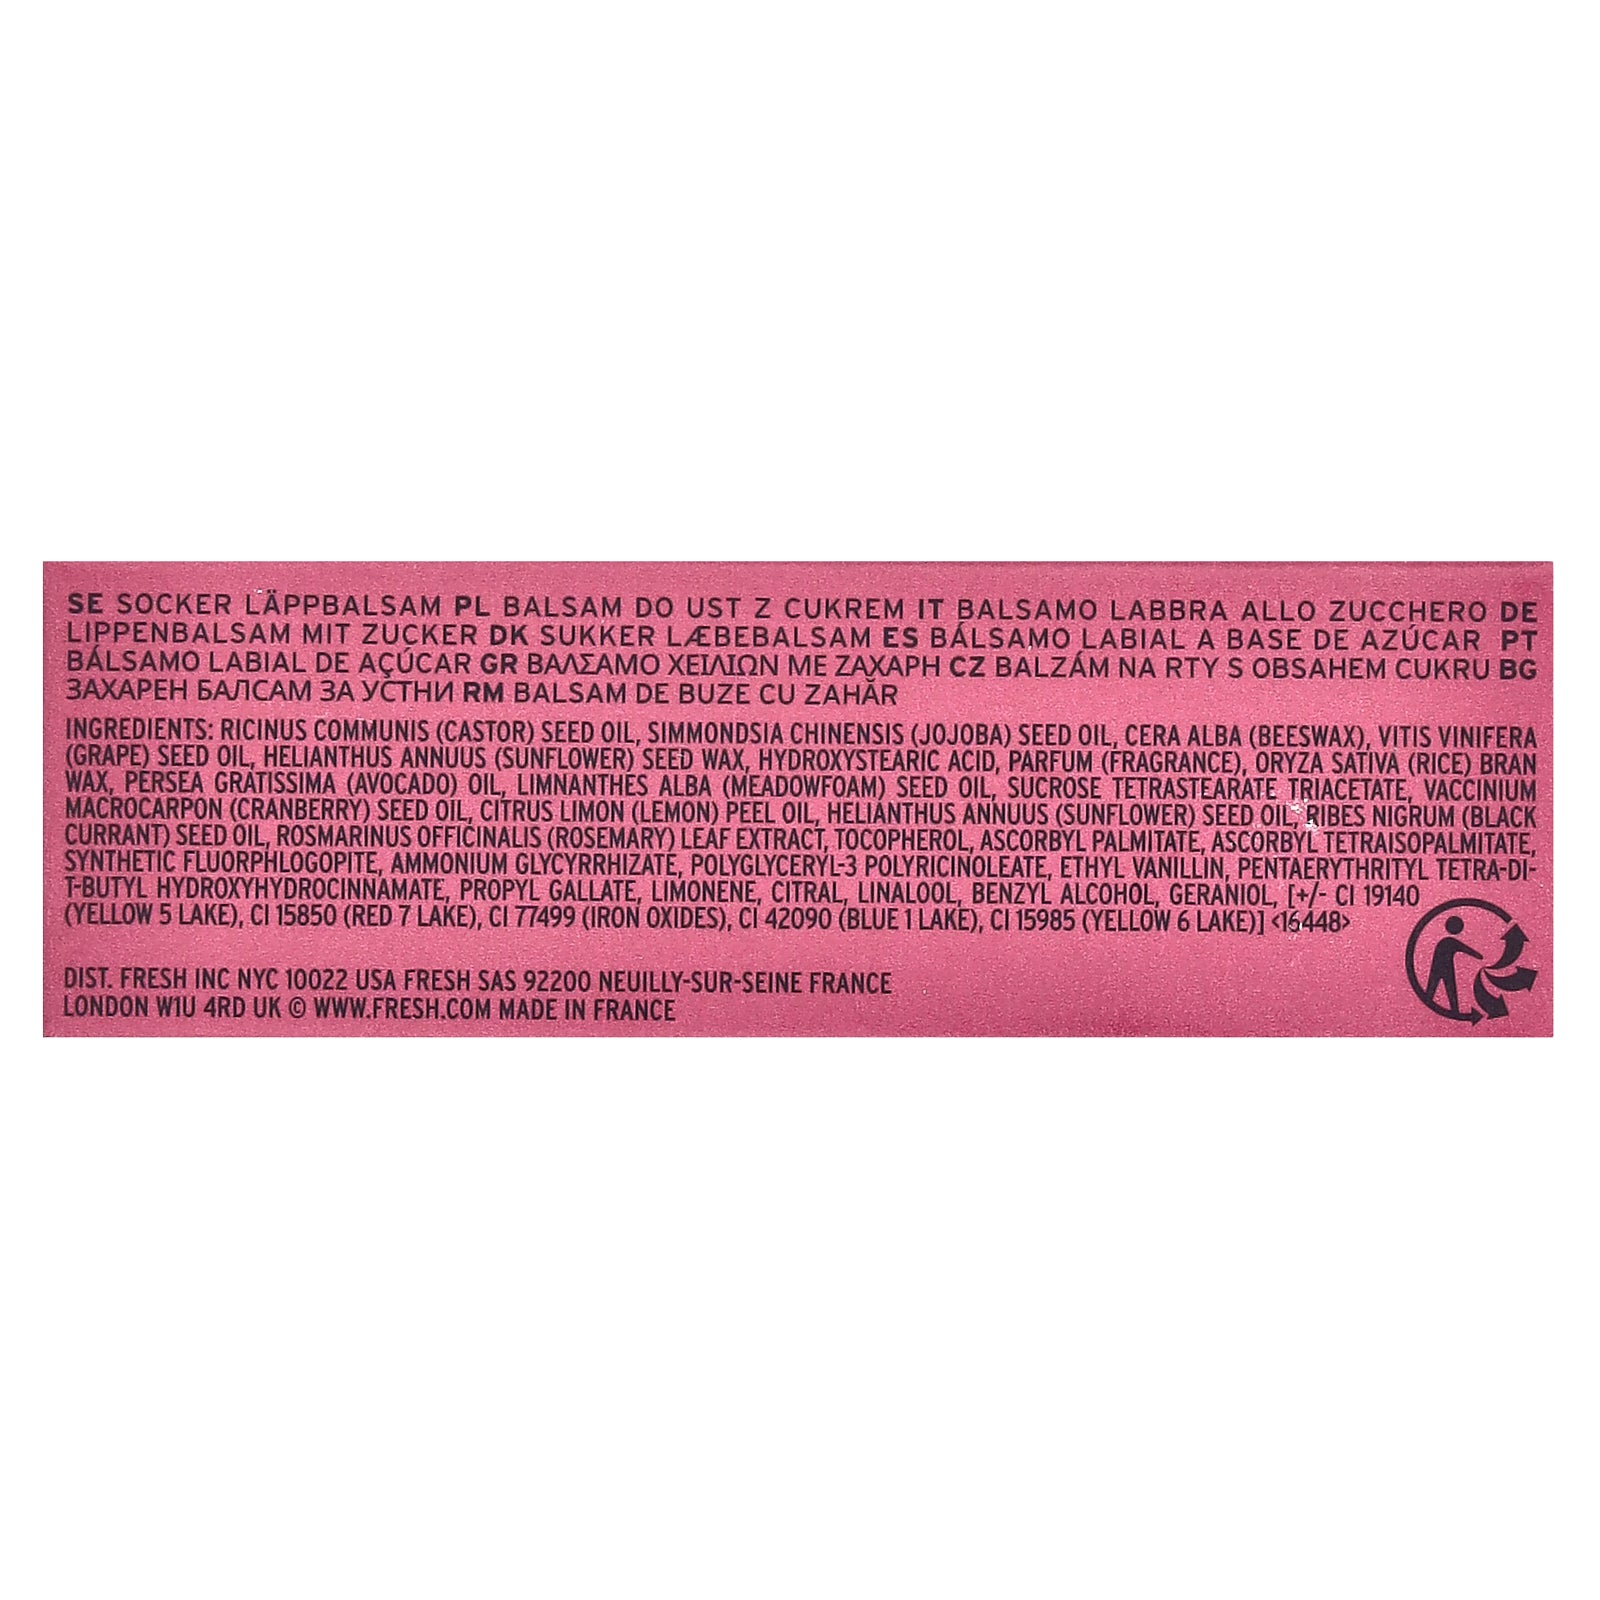 SE SOCKER LÄPPBALSAM PL BALSAM DO UST Z CUKREM IT BALSAMO LABBRA ALLO ZUCCHERO DE
LIPPENBALSAM MIT ZUCKER DK SUKKER LÆBEBALSAM ES BÁLSAMO LABIAL A BASE DE AZÚCAR PT
BÁLSAMO LABIAL DE AÇÚCAR GR ΒΑΛΣΑΜΟ ΧΕΙΛΙΩΝ ΜΕ ΖΑΧΑΡΗ CZ BALZÁM NA RTY S OBSAHEM CUKRU BG
ЗАХАРЕН БАЛСАМ ЗА УСТНИ RM BALSAM DE BUZE CU ZAHĂR
INGREDIENTS: RICINUS COMMUNIS (CASTOR) SEED OIL, SIMMONDSIA CHINENSIS (JOJOBA) SEED OIL, CERA ALBA (BEESWAX), VITIS VINIFERA
(GRAPE) SEED OIL, HELIANTHUS ANNUUS (SUNFLOWER) SEED WAX, HYDROXYSTEARIC ACID, PARFUM (FRAGRANCE), ORYZA SATIVA (RICE) BRAN
WAX, PERSEA GRATISSIMA (AVOCADO) OIL, LIMNANTHES ALBA (MEADOWFOAM) SEED OIL, SUCROSE TETRASTEARATE TRIACETATE, VACCINIUM
MACROCARPON (CRANBERRY) SEED OIL, CITRUS LIMON (LEMON) PEEL OIL, HELIANTHUS ANNUUS (SUNFLOWER) SEED OIL, RIBES NIGRUM (BLACK
CURRANT) SEED OIL, ROSMARINUS OFFICINALIS (ROSEMARY) LEAF EXTRACT, TOCOPHEROL, ASCORBYL PALMITATE, ASCORBYL TETRAISOPALMITATE,
SYNTHETIC FLUORPHLOGOPITE, AMMONIUM GLYCYRRHIZATE, POLYGLYCERYL-3 POLYRICINOLEATE, ETHYL VANILLIN, PENTAERYTHRITYL TETRA-DI-
T-BUTYL HYDROXYHYDROCINNAMATE, PROPYL GALLATE, LIMONENE, CITRAL, LINALOOL, BENZYL ALCOHOL, GERANIOL, [+/- CI 19140
(YELLOW 5 LAKE), CI 15850 (RED 7 LAKE), CI 77499 (IRON OXIDES), CI 42090 (BLUE 1 LAKE), CI 15985 (YELLOW 6 LAKE)] <16448>
DIST. FRESH INC NYC 10022 USA FRESH SAS 92200 NEUILLY-SUR-SEINE FRANCE
LONDON W1U 4RD UK © WWW.FRESH.COM MADE IN FRANCE